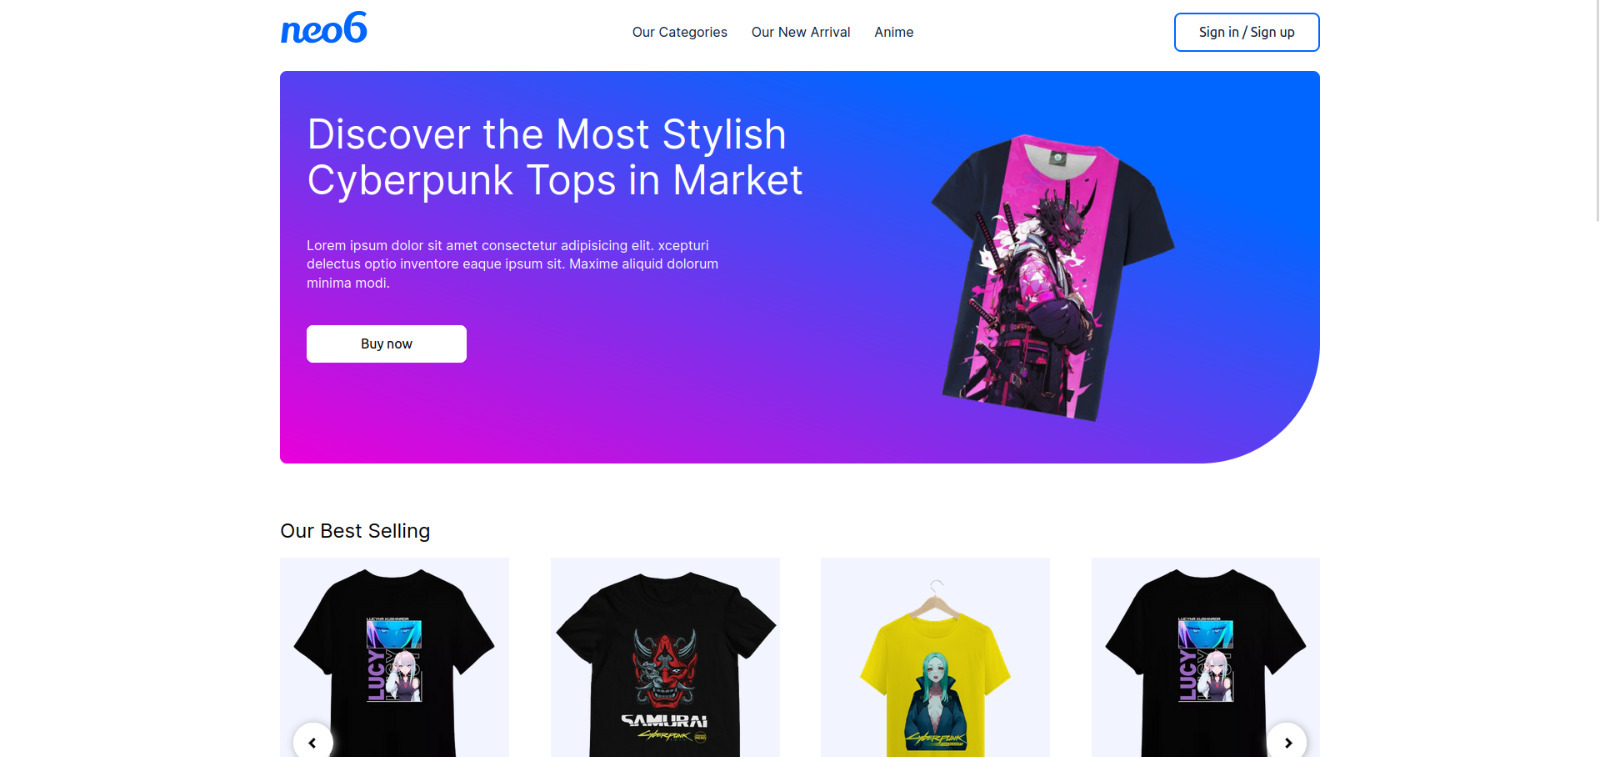 neo6
Our Categories
Our New Arrival
Anime
Sign in / Sign up
Discover the Most Stylish
Cyberpunk Tops in Market
Lorem ipsum dolor sit amet consectetur adipisicing elit. xcepturi
delectus optio inventore eaque ipsum sit. Maxime aliquid dolorum
minima modi.
Buy now
Our Best Selling
LUCY
SAMURAI
Cyberpunk
Cyberpunk
LUCY